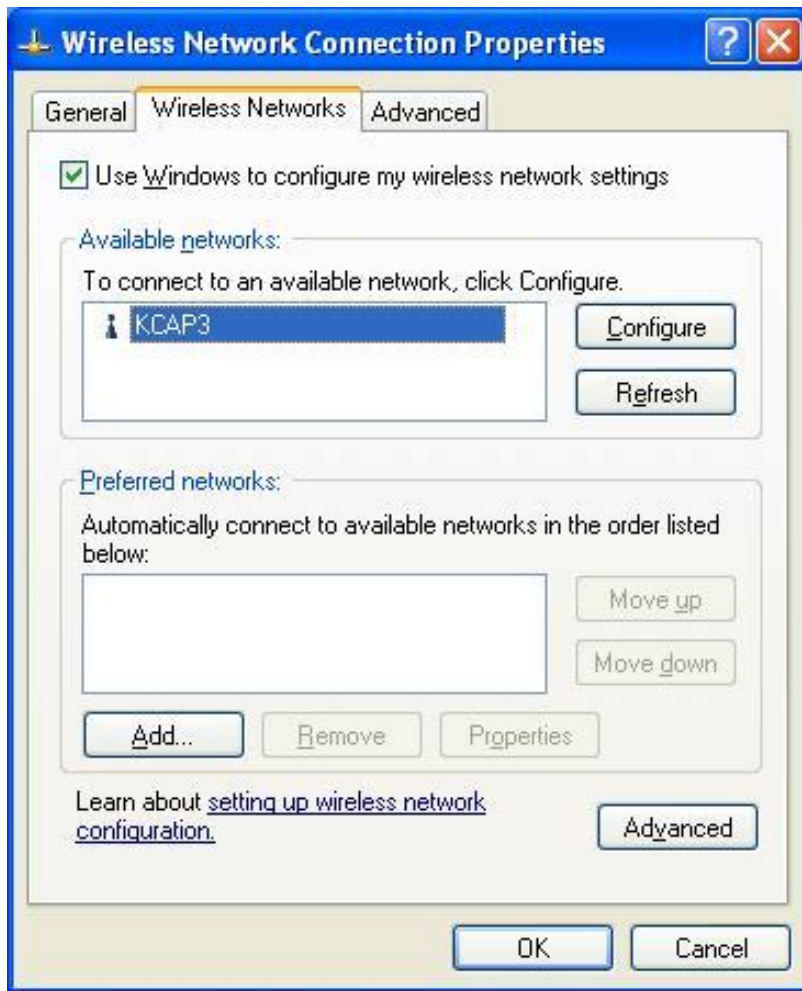 Wireless Network Connection Properties
General Wireless Networks Advanced
Use Windows to configure my wireless network settings
Available networks:
To connect to an available network, click Configure.
KCAP3
Configure
Refresh
Preferred networks:
Automatically connect to available networks in the order listed
below:
Move up
Move down
Add... Remove Properties
Learn about setting up wireless network
configuration.
Advanced
OK Cancel